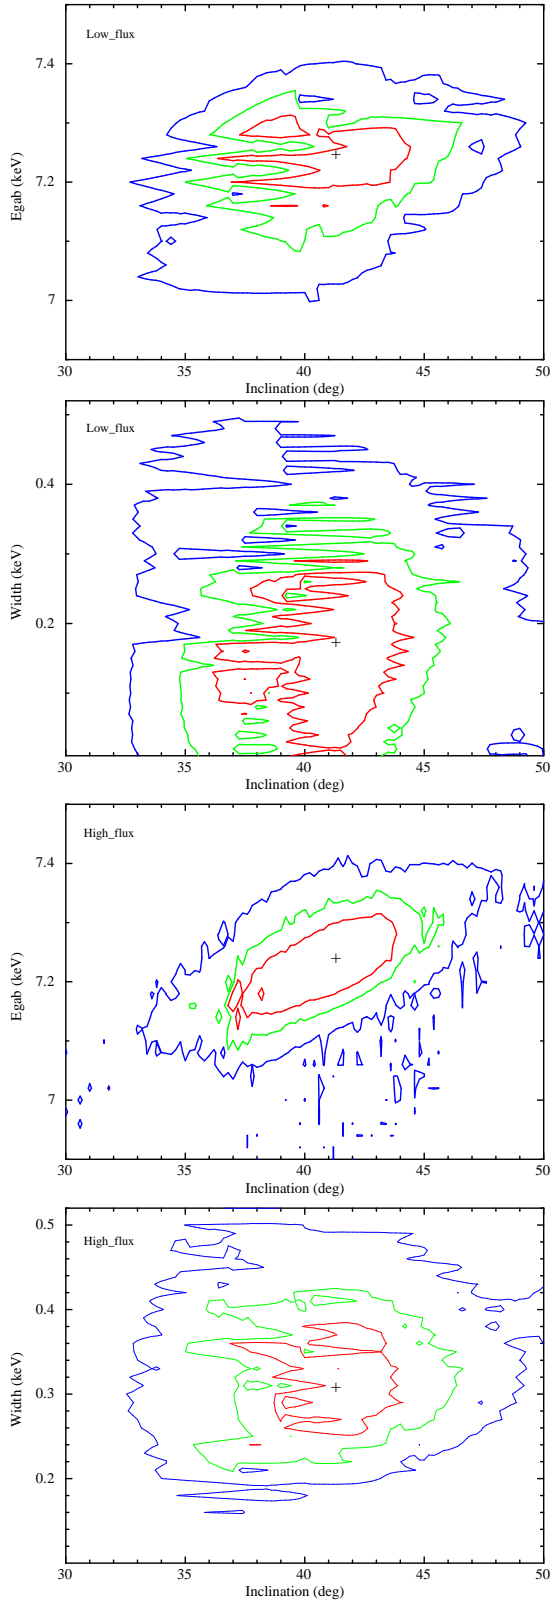 Low_flux
7.4
7.2
7
Egab (keV)
30 35 40 45 50
Inclination (deg)
Low_flux
0.4
0.2
Width (keV)
30 35 40 45 50
Inclination (deg)
High_flux
7.4
7.2
7
Egab (keV)
30 35 40 45 50
Inclination (deg)
High_flux
0.5
0.4
0.3
0.2
Width (keV)
30 35 40 45 50
Inclination (deg)